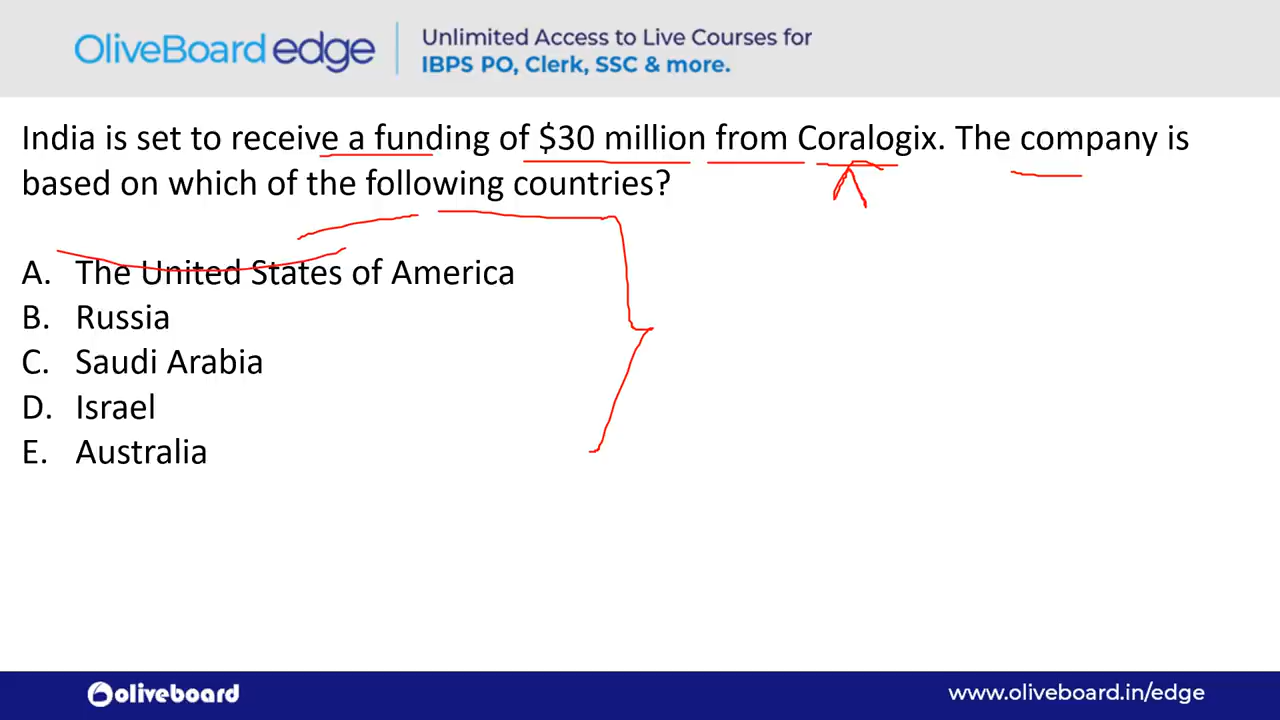 OliveBoard edge
Unlimited Access to Live Courses for
IBPS PO, Clerk, SSC & more.
India is set to receive a funding of $30 million from Coralogix. The company is
based on which of the following countries?
A. The United States of America
B. Russia
C. Saudi Arabia
D. Israel
E. Australia
oliveboard
www.oliveboard.in/edge